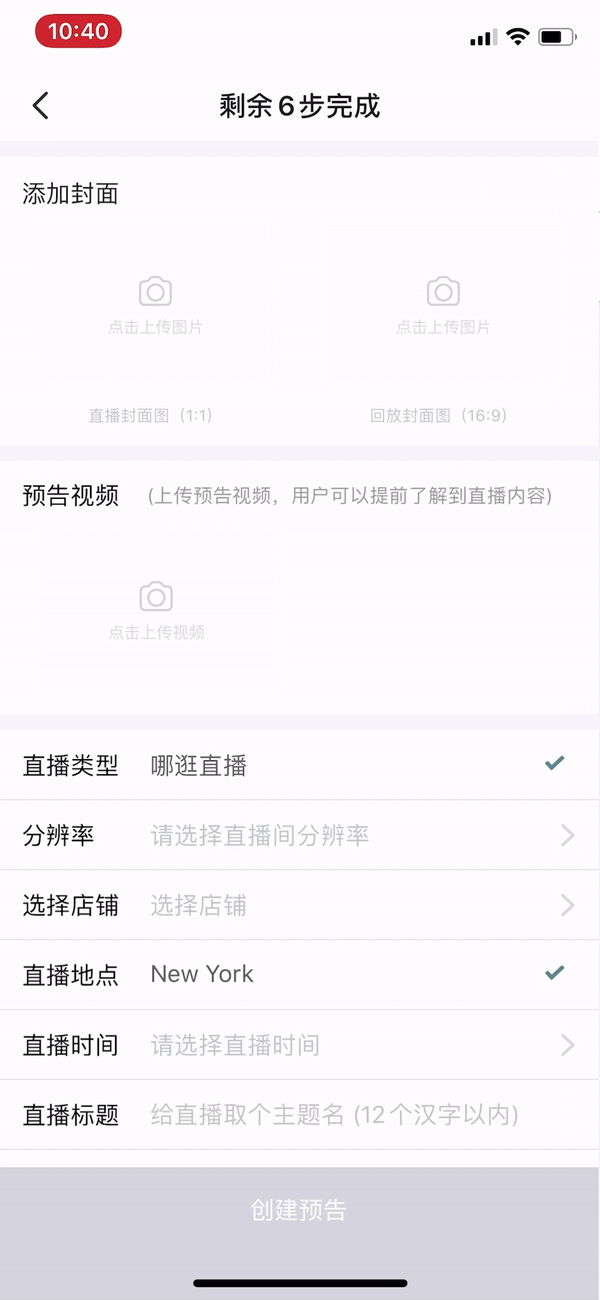 10:40
剩余6步完成
添加封面
点击上传图片 点击上传图片
直播封面图（1:1） 回放封面图（16:9）
预告视频 (上传预告视频，用户可以提前了解到直播内容)
点击上传视频
直播类型 哪逛直播
分辨率 请选择直播间分辨率
选择店铺 选择店铺
直播地点 New York
直播时间 请选择直播时间
直播标题 给直播取个主题名 (12个汉字以内)
创建预告